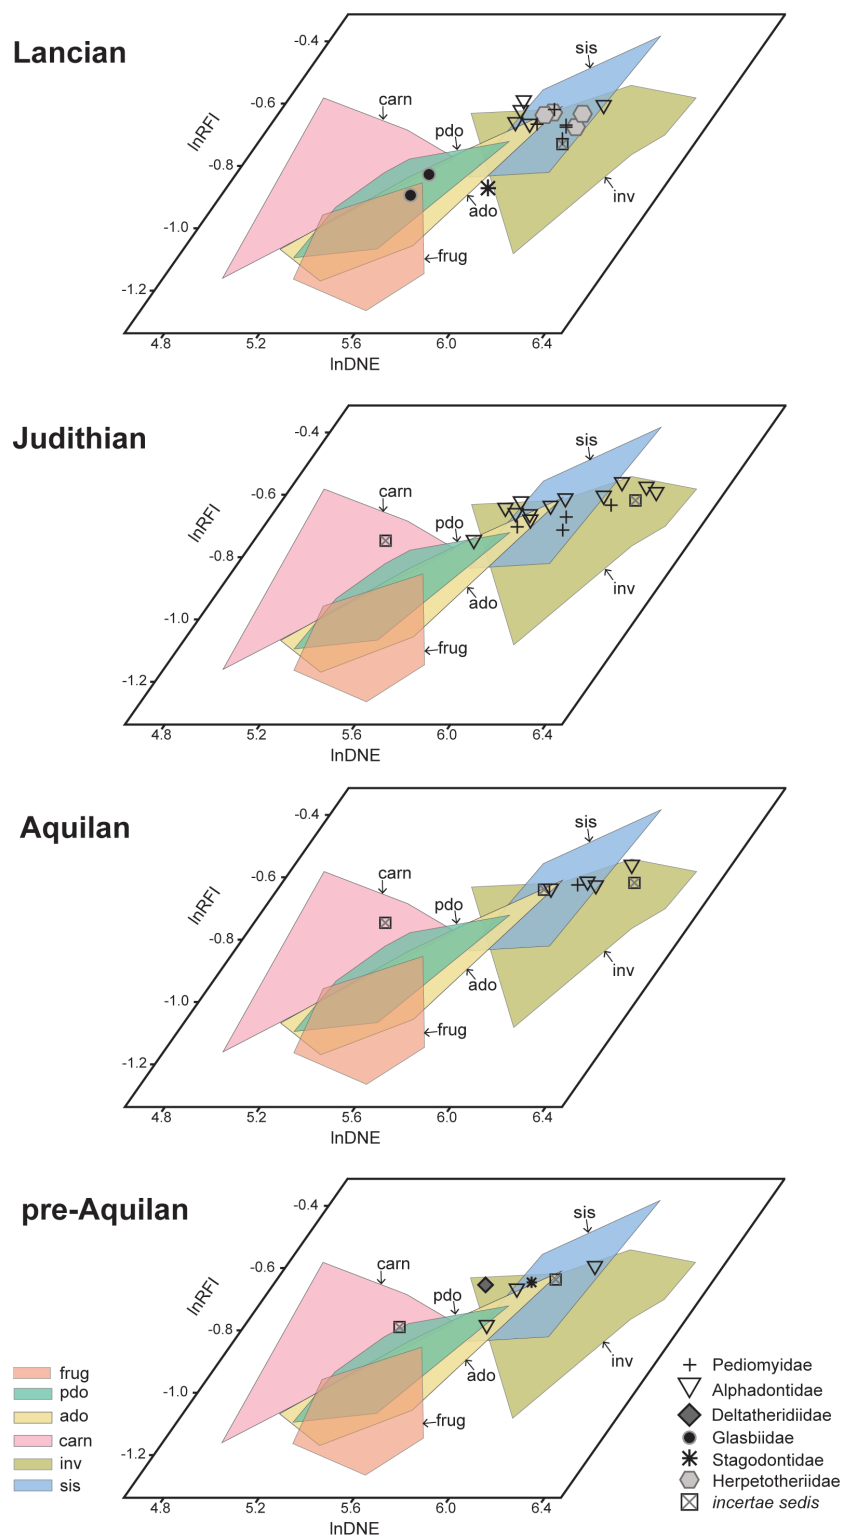 Lancian
-0.4
-0.6
-0.8
-1.0
-1.2
lnRFI
carn
pdo
sis
ado
inv
frug
4.8 5.2 5.6 6.0 6.4
lnDNE
Judithian
-0.4
-0.6
-0.8
-1.0
-1.2
lnRFI
carn
pdo
sis
ado
inv
frug
4.8 5.2 5.6 6.0 6.4
lnDNE
Aquilan
-0.4
-0.6
-0.8
-1.0
-1.2
lnRFI
carn
pdo
sis
ado
inv
frug
4.8 5.2 5.6 6.0 6.4
lnDNE
pre-Aquilan
-0.4
-0.6
-0.8
-1.0
-1.2
lnRFI
carn
pdo
sis
ado
inv
frug
4.8 5.2 5.6 6.0 6.4
lnDNE
frug
pdo
ado
carn
inv
sis
Pediomyidae
Alphadontidae
Deltatheridiidae
Glasbiidae
Stagodontidae
Herpetotheriidae
incertae sedis